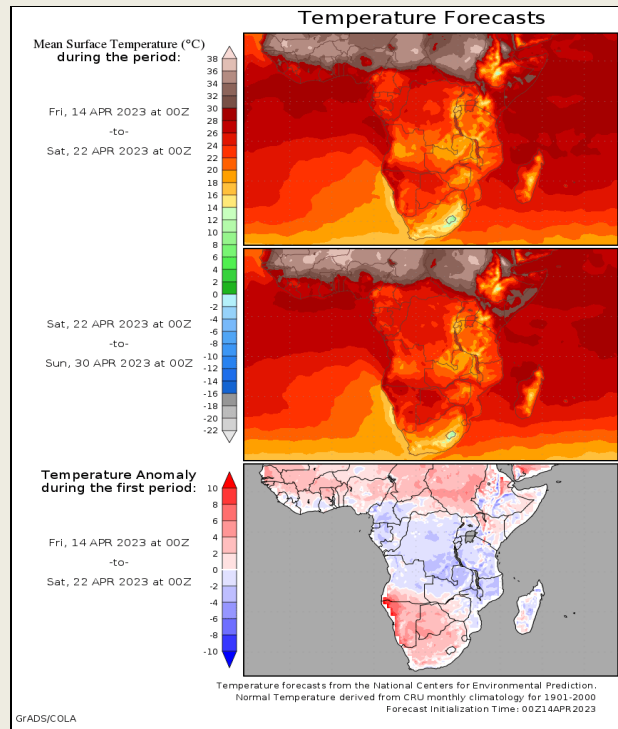 Temperature Forecasts
Mean Surface Temperature (°C)
during the period:
Fri, 14 APR 2023 at 00Z
-to-
Sat, 22 APR 2023 at 00Z
38
36
34
32
30
28
26
24
22
20
18
16
14
12
10
8
6
4
2
0
-2
-4
-6
-8
-10
-12
-14
-16
-18
-20
-22
Sat, 22 APR 2023 at 00Z
-to-
Sun, 30 APR 2023 at 00Z
Temperature Anomaly
during the first period:
Fri, 14 APR 2023 at 00Z
-to-
Sat, 22 APR 2023 at 00Z
10
8
6
4
2
0
-2
-4
-6
-8
-10
Temperature forecasts from the National Centers for Environmental Prediction.
Normal Temperature derived from CRU monthly climatology for 1901-2000
Forecast Initialization Time: 00Z14APR2023
GrADS/COLA